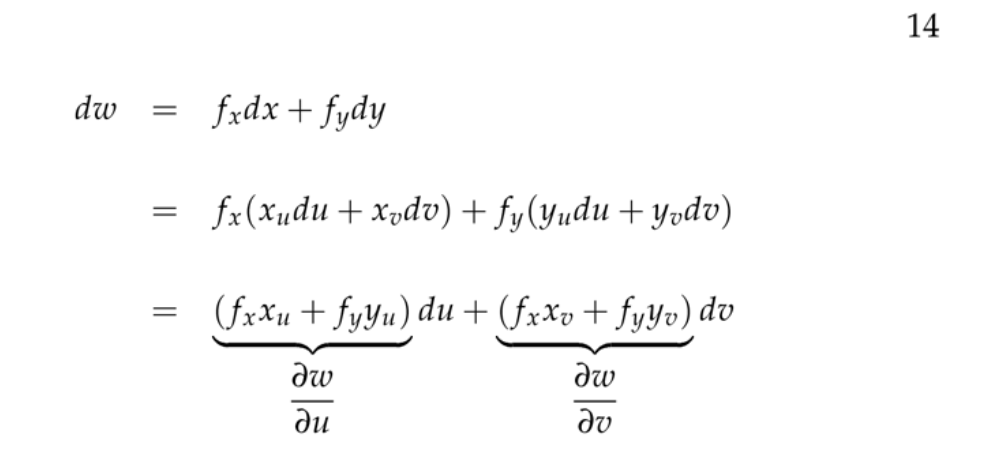 14
dw = f_x dx + f_y dy
= f_x(x_u du + x_v dv) + f_y(y_u du + y_v dv)
= (f_x x_u + f_y y_u) du + (f_x x_v + f_y y_v) dv
∂w/∂u ∂w/∂v